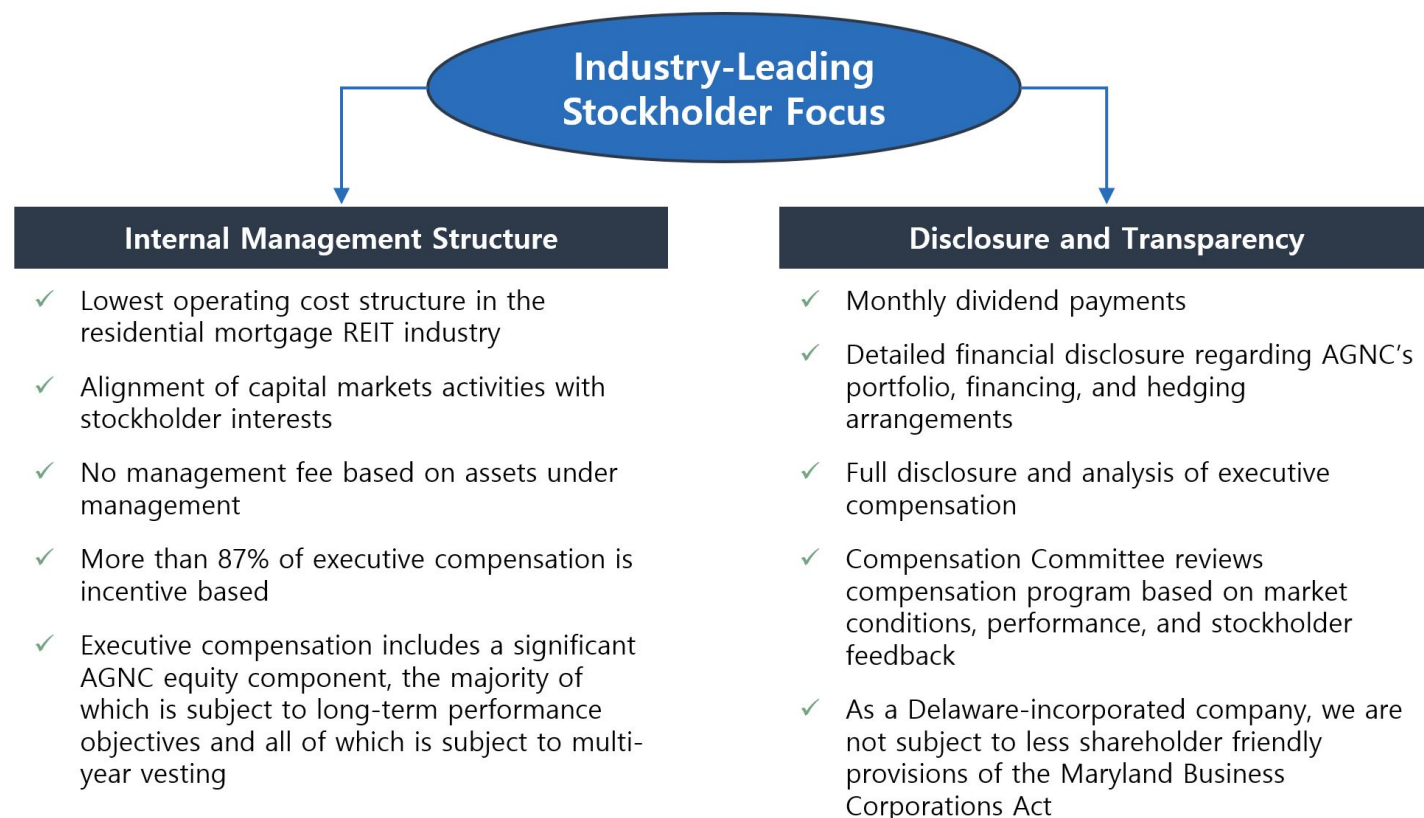 Industry-Leading
Stockholder Focus
Internal Management Structure
✓ Lowest operating cost structure in the
residential mortgage REIT industry
✓ Alignment of capital markets activities with
stockholder interests
✓ No management fee based on assets under
management
✓ More than 87% of executive compensation is
incentive based
✓ Executive compensation includes a significant
AGNC equity component, the majority of
which is subject to long-term performance
objectives and all of which is subject to multi-
year vesting
Disclosure and Transparency
✓ Monthly dividend payments
✓ Detailed financial disclosure regarding AGNC’s
portfolio, financing, and hedging
arrangements
✓ Full disclosure and analysis of executive
compensation
✓ Compensation Committee reviews
compensation program based on market
conditions, performance, and stockholder
feedback
✓ As a Delaware-incorporated company, we are
not subject to less shareholder friendly
provisions of the Maryland Business
Corporations Act